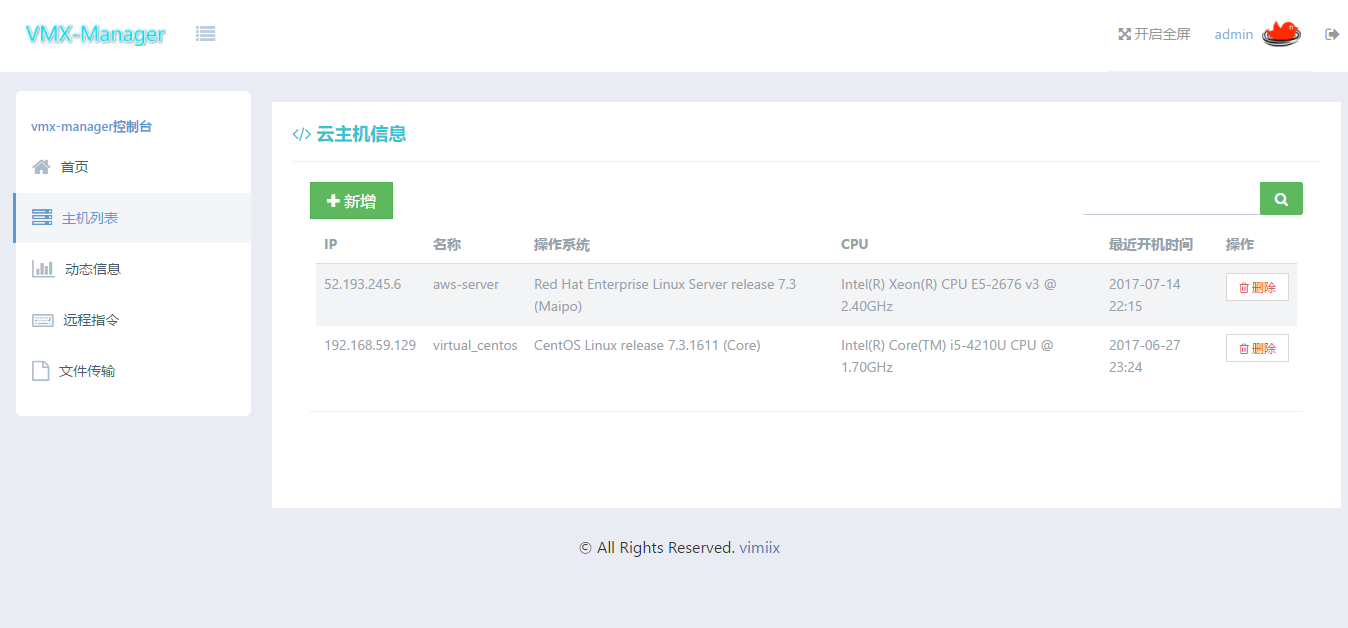 VMX-Manager
开启全屏 admin
vmx-manager控制台
首页
主机列表
动态信息
远程指令
文件传输
云主机信息
新增
IP 名称 操作系统 CPU 最近开机时间 操作
52.193.245.6 aws-server Red Hat Enterprise Linux Server release 7.3 Intel(R) Xeon(R) CPU E5-2676 v3 @ 2017-07-14 删除
(Maipo) 2.40GHz 22:15
192.168.59.129 virtual_centos CentOS Linux release 7.3.1611 (Core) Intel(R) Core(TM) i5-4210U CPU @ 2017-06-27 删除
1.70GHz 23:24
© All Rights Reserved. vimiix